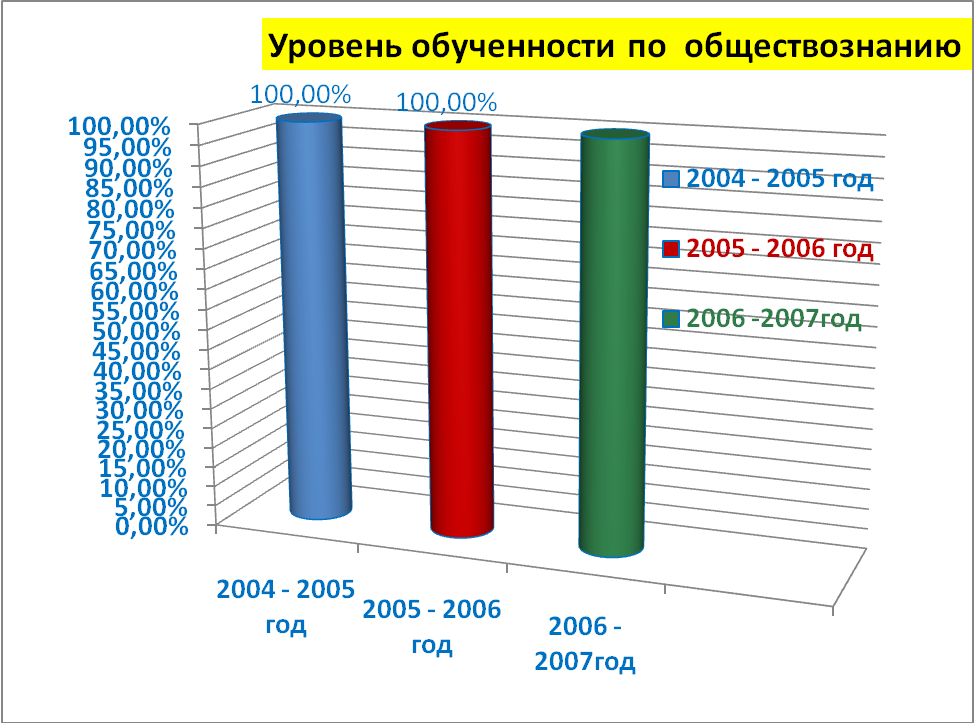 Уровень обученности по обществознанию
100,00%
100,00%
100,00%
95,00%
90,00%
85,00%
80,00%
75,00%
70,00%
65,00%
60,00%
55,00%
50,00%
45,00%
40,00%
35,00%
30,00%
25,00%
20,00%
15,00%
10,00%
5,00%
0,00%
2004 - 2005 год
2005 - 2006 год
2006 -2007год
2004 - 2005
год
2005 - 2006
год
2006 -
2007год